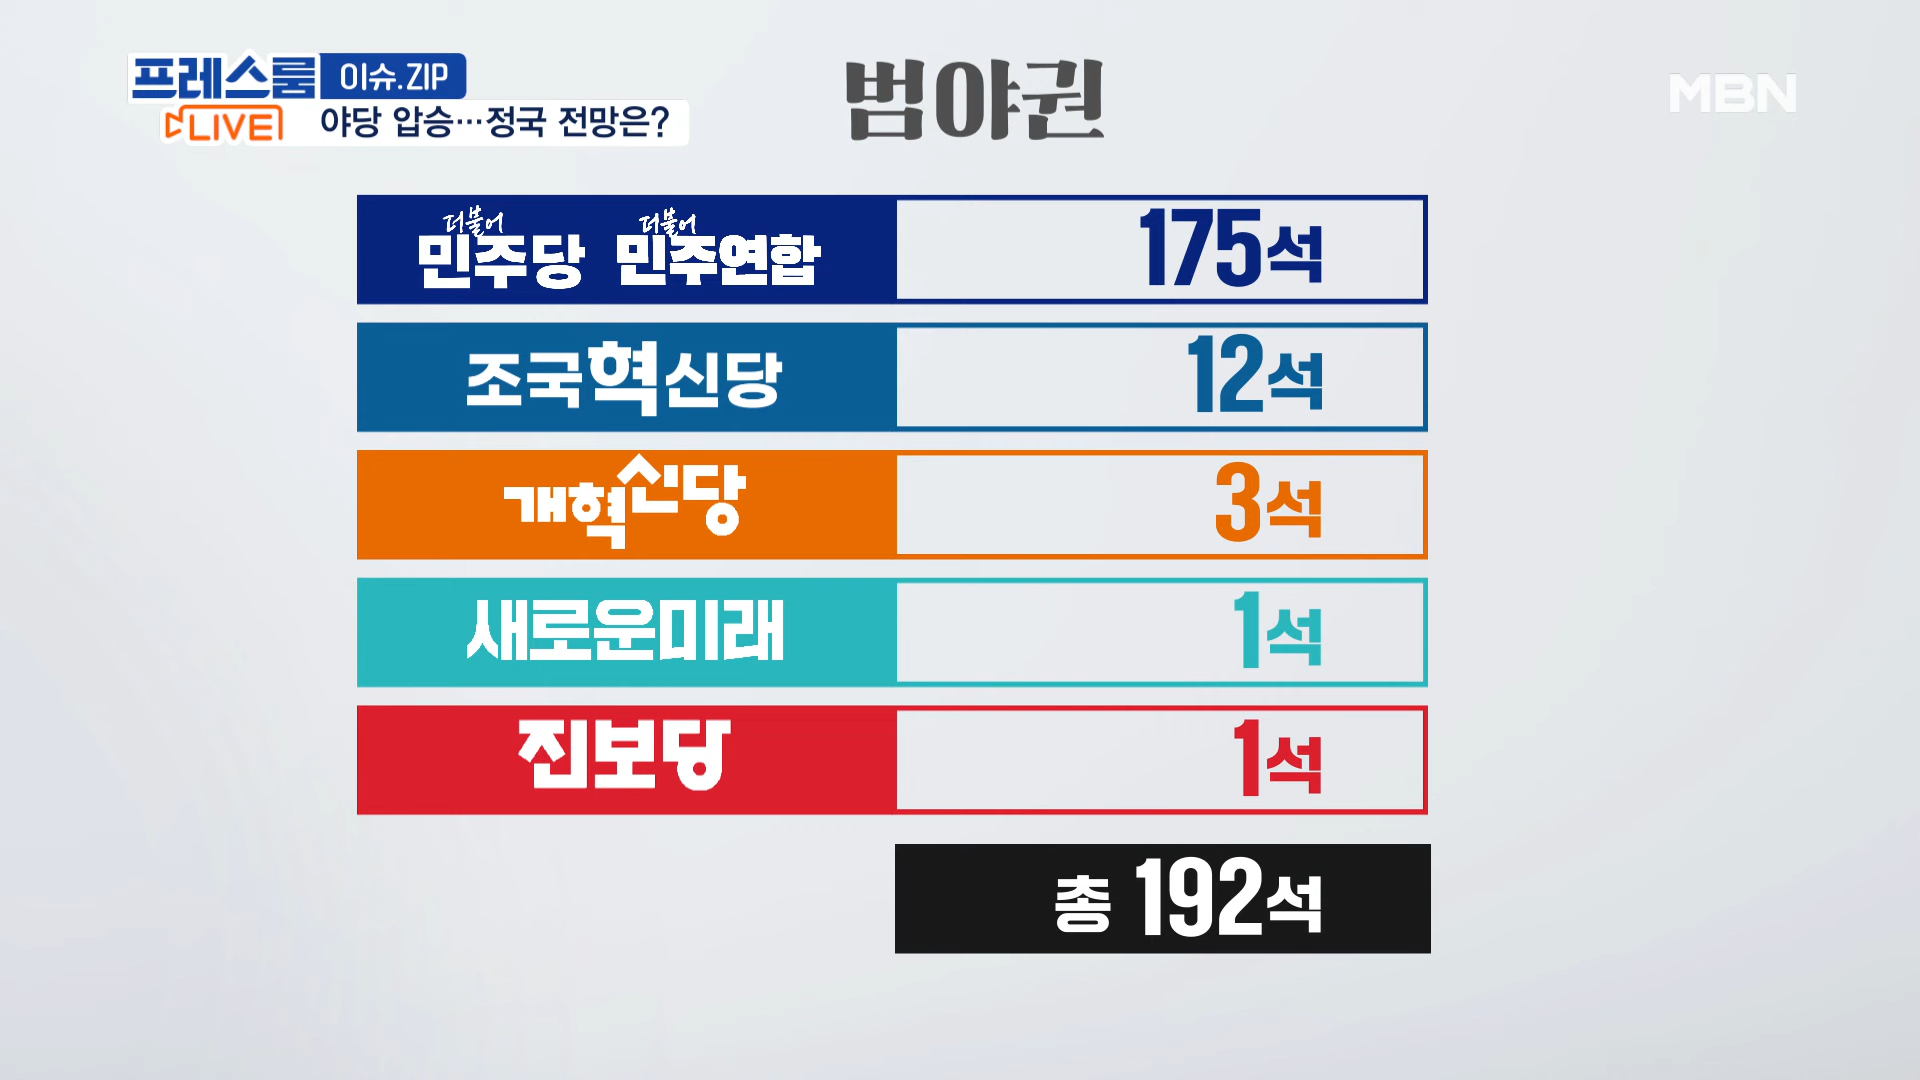 프레스룸 이슈.ZIP
LIVE! 야당 압승…정국 전망은?
범야권
MBN
더불어 민주당 더불어 민주연합 175석
조국혁신당 12석
개혁신당 3석
새로운미래 1석
진보당 1석
총 192석